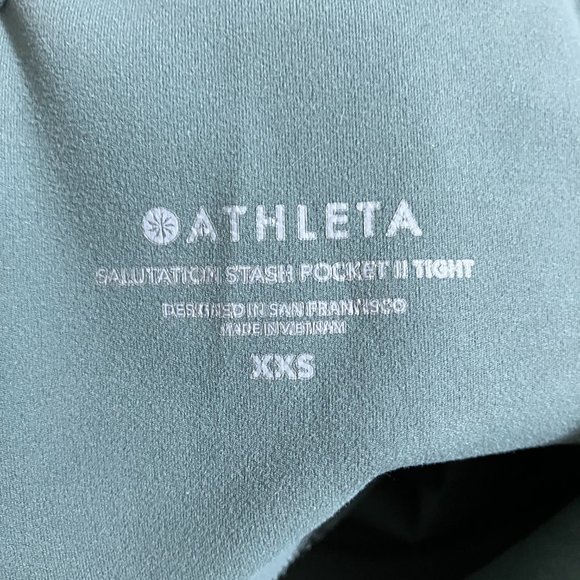 ATHLETA
SALUTATION STASH POCKET II TIGHT
DESIGNED IN SAN FRANCISCO
MADE IN VIETNAM
XXS